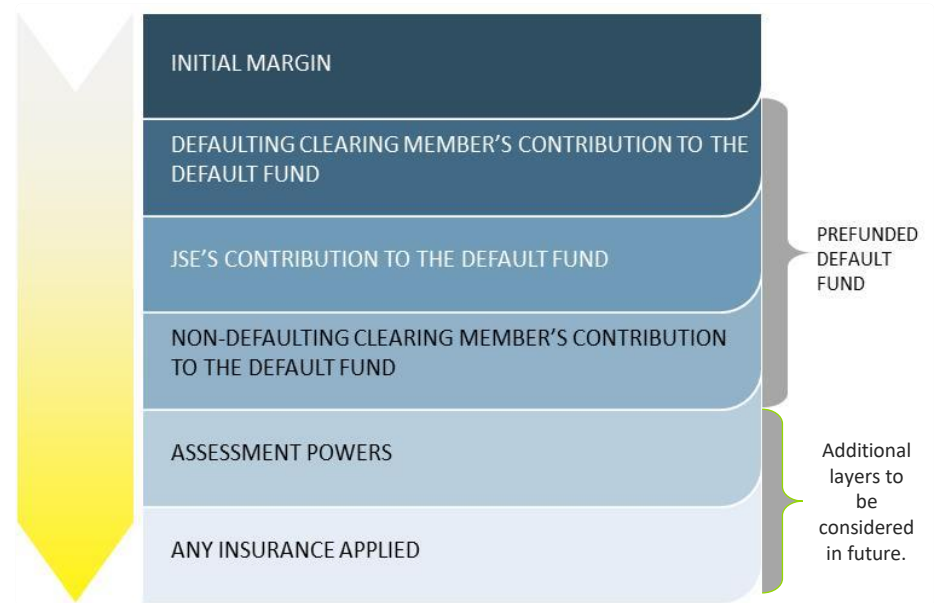 INITIAL MARGIN
DEFAULTING CLEARING MEMBER’S CONTRIBUTION TO THE
DEFAULT FUND
JSE’S CONTRIBUTION TO THE DEFAULT FUND
NON-DEFAULTING CLEARING MEMBER’S CONTRIBUTION
TO THE DEFAULT FUND
ASSESSMENT POWERS
ANY INSURANCE APPLIED
PREFUNDED
DEFAULT
FUND
Additional
layers to
be
considered
in future.